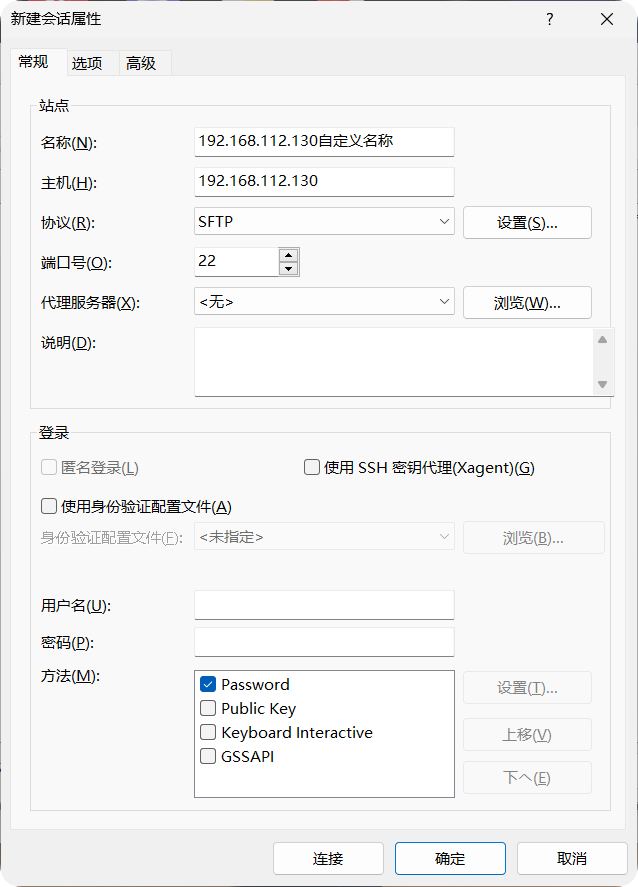 新建会话属性 ?
常规 选项 高级
站点
名称(N): 192.168.112.130自定义名称
主机(H): 192.168.112.130
协议(R): SFTP 设置(S)...
端口号(O): 22
代理服务器(X): <无> 浏览(W)...
说明(D):
登录
匿名登录(L) 使用 SSH 密钥代理(Xagent)(G)
使用身份验证配置文件(A)
身份验证配置文件(F): <未指定> 浏览(B)...
用户名(U):
密码(P):
方法(M):
Password 设置(T)...
Public Key
Keyboard Interactive 上移(V)
GSSAPI
下へ(E)
连接 确定 取消